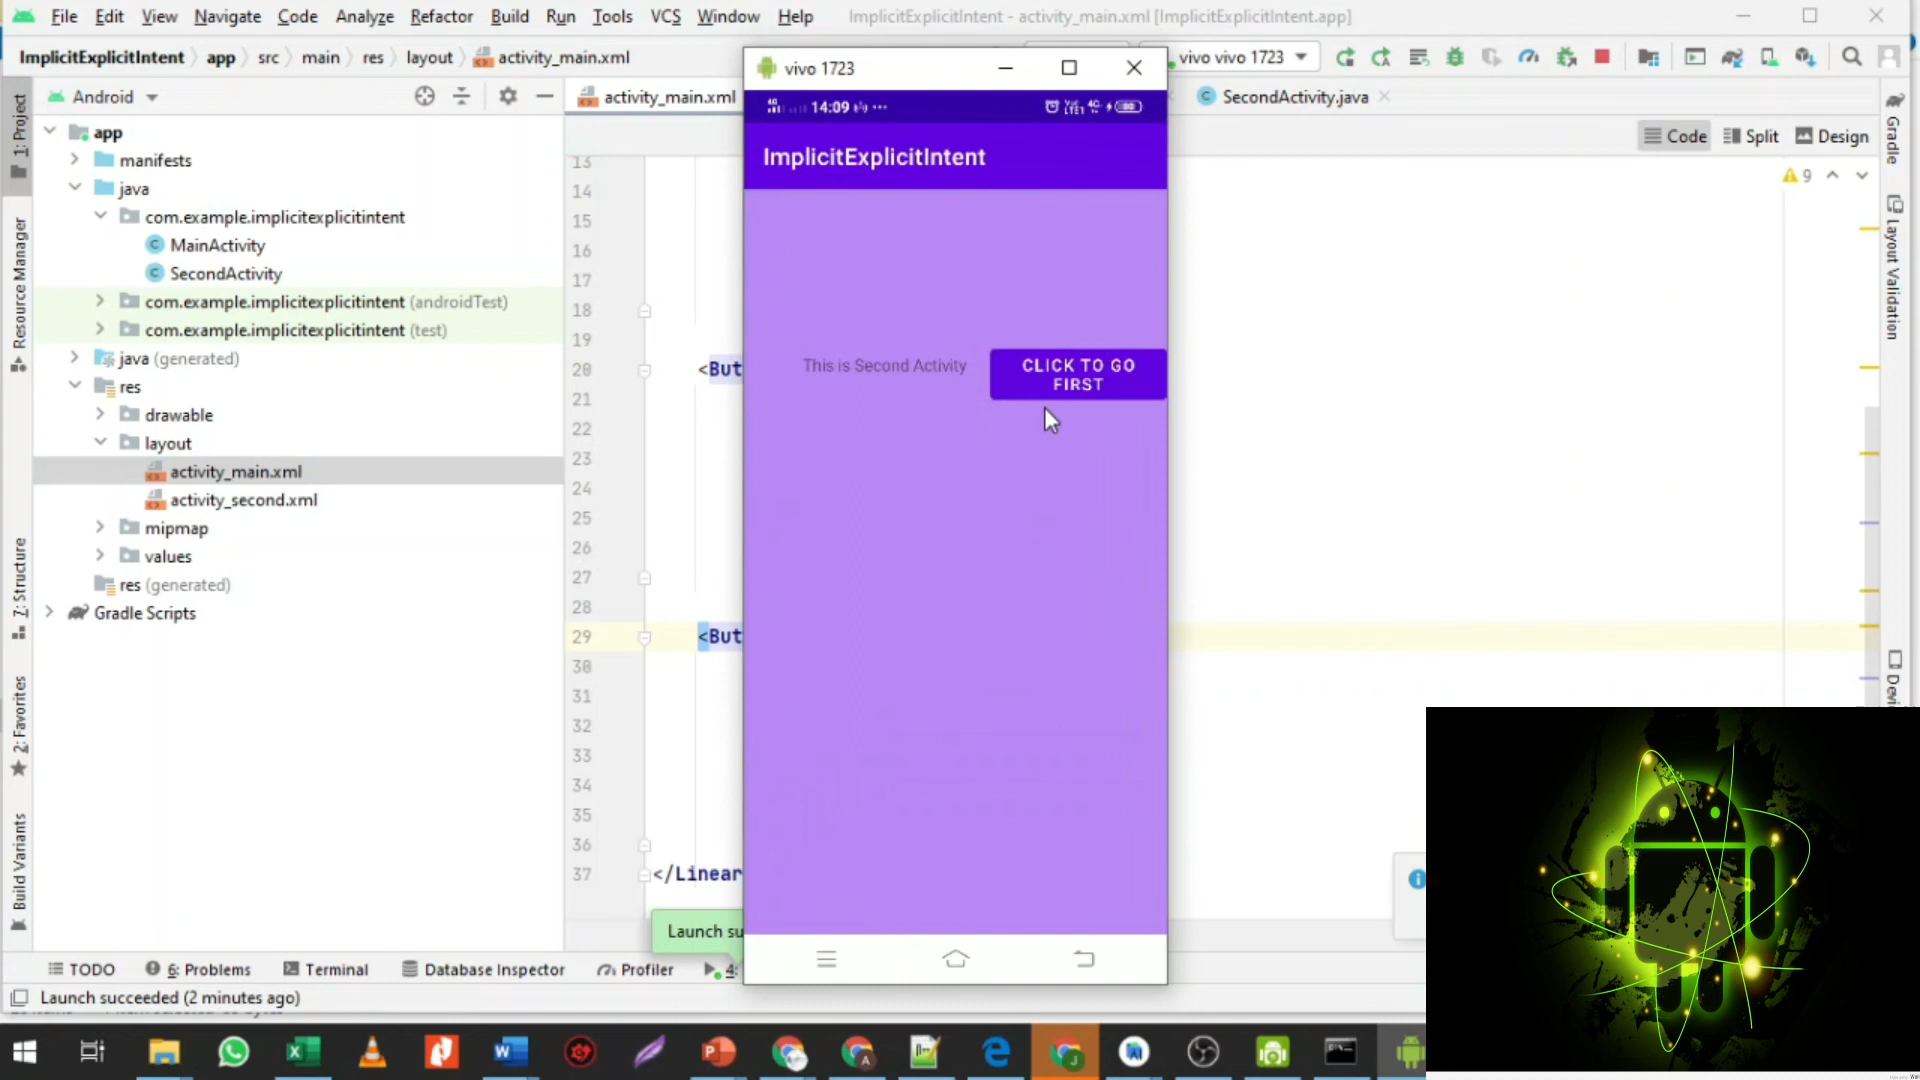 File Edit View Navigate Code Analyze Refactor Build Run Tools VCS Window Help ImplicitExplicitIntent - activity_main.xml [ImplicitExplicitIntent.app]
ImplicitExplicitIntent app src main res layout activity_main.xml
vivo vivo 1723
vivo 1723
Android
activity_main.xml
SecondActivity.java
14:09
Code Split Design
9
ImplicitExplicitIntent
This is Second Activity
CLICK TO GO
FIRST
app
manifests
java
com.example.implicitexplicitintent
MainActivity
SecondActivity
com.example.implicitexplicitintent (androidTest)
com.example.implicitexplicitintent (test)
java (generated)
res
drawable
layout
activity_main.xml
activity_second.xml
mipmap
values
res (generated)
Gradle Scripts
13
14
15
16
17
18
19
20 <But
21
22
23
24
25
26
27
28
29 <But
30
31
32
33
34
35
36
37 </Linear
Launch su
1: Project
Resource Manager
7: Structure
2: Favorites
Build Variants
Gradle
Layout Validation
TODO 6: Problems Terminal Database Inspector Profiler 4:
Launch succeeded (2 minutes ago)